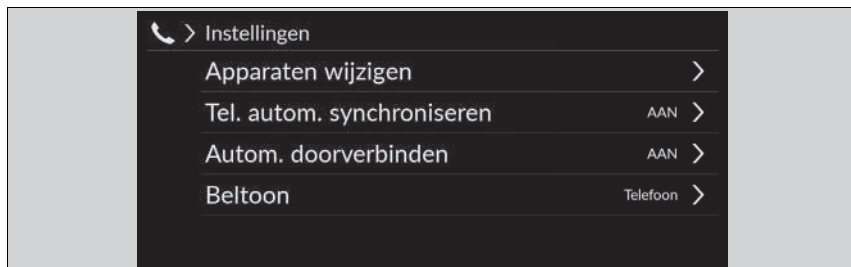 Instellingen
Apparaten wijzigen
Tel. autom. synchroniseren AAN
Autom. doorverbinden AAN
Beltoon Telefoon